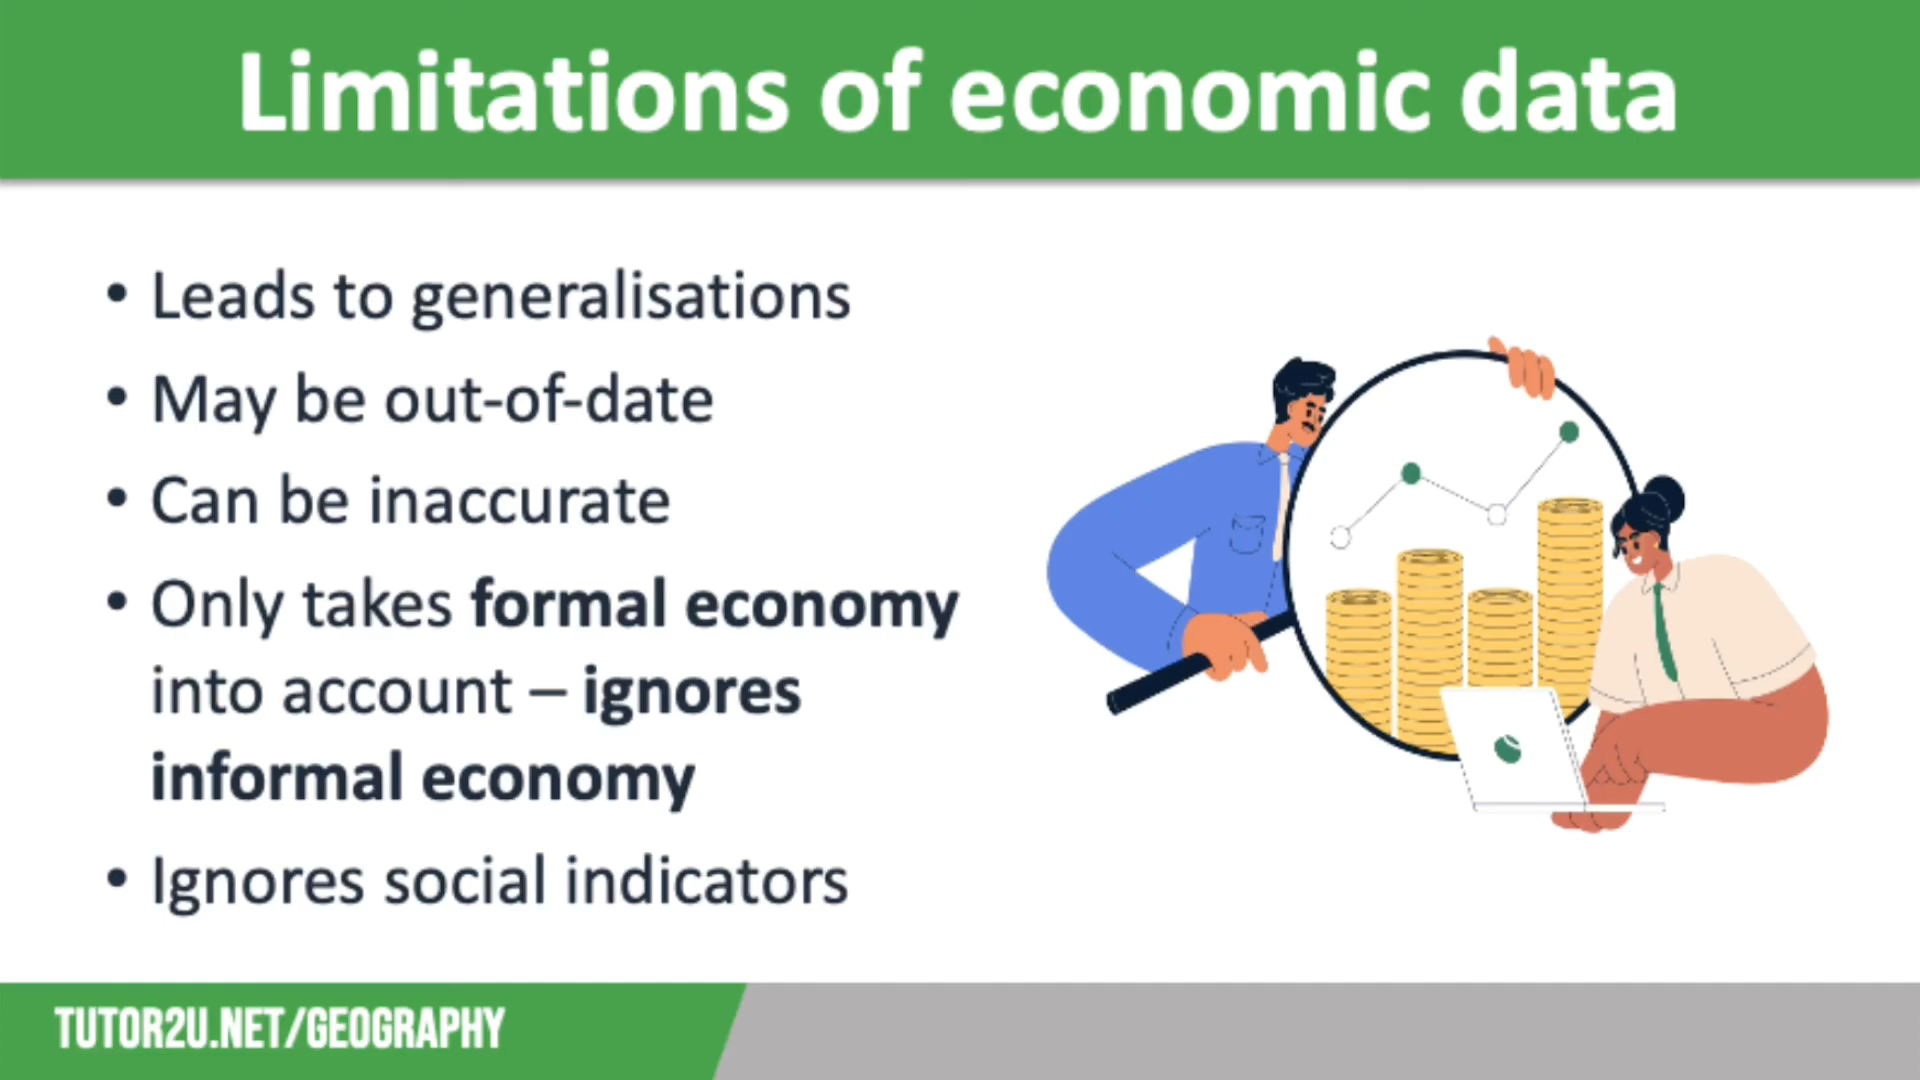 Limitations of economic data
• Leads to generalisations
• May be out-of-date
• Can be inaccurate
• Only takes formal economy
into account – ignores
informal economy
• Ignores social indicators
TUTOR2U.NET/GEOGRAPHY